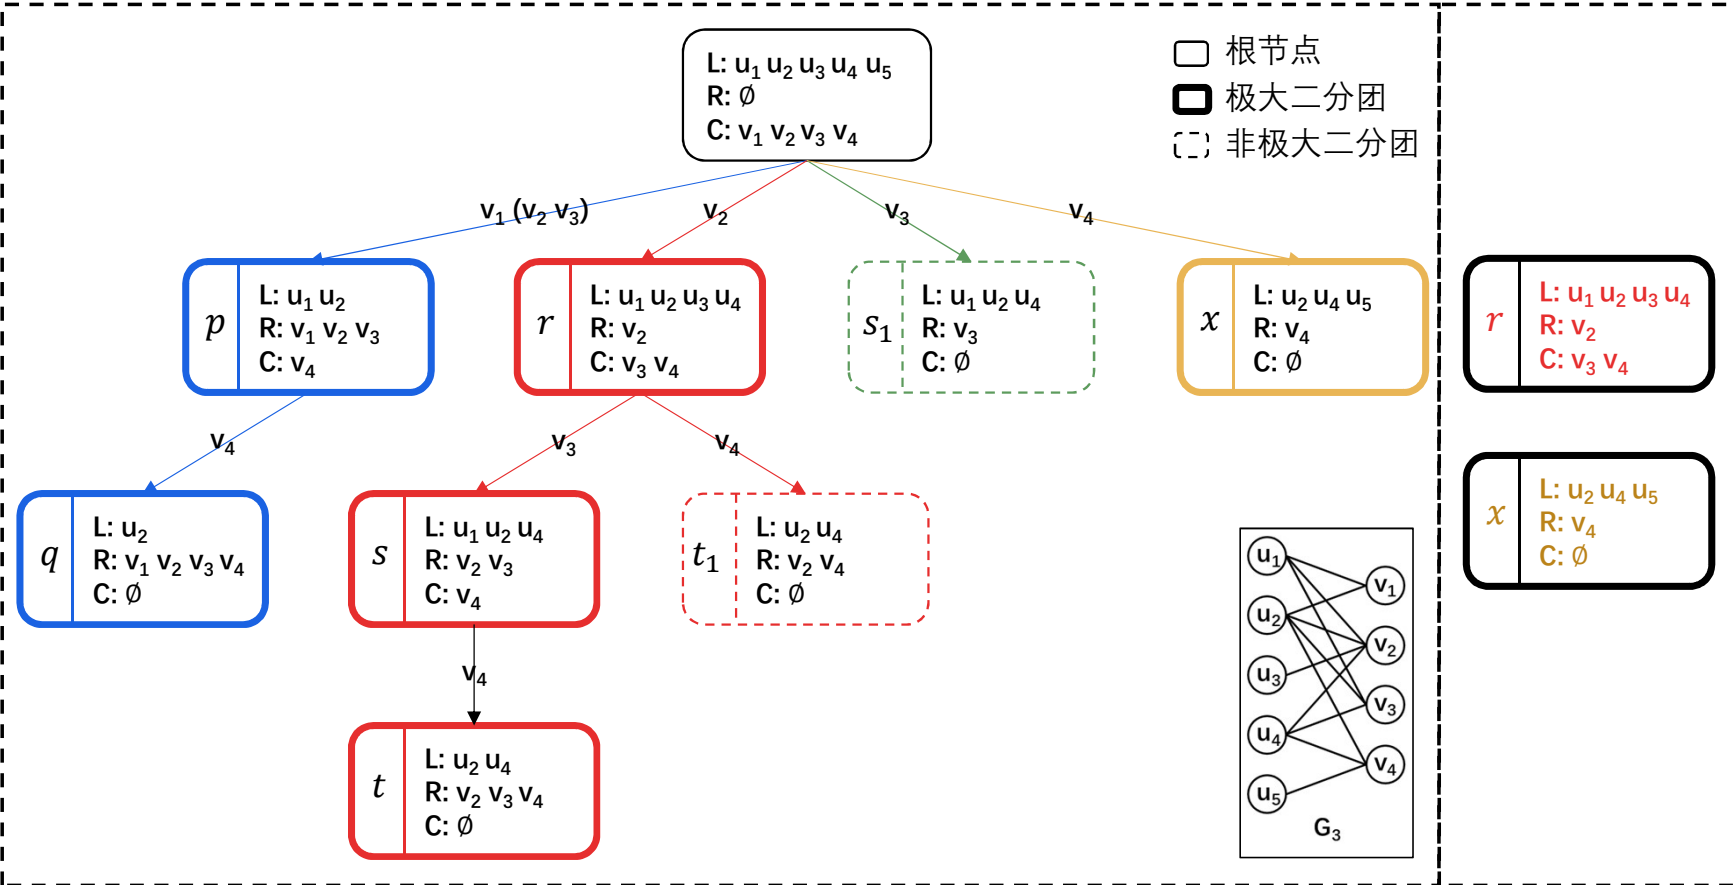 L: u₁ u₂ u₃ u₄ u₅
R: ∅
C: v₁ v₂ v₃ v₄
根节点
极大二分团
非极大二分团
v₁ (v₂ v₃)
v₂
v₃
v₄
p
L: u₁ u₂
R: v₁ v₂ v₃
C: v₄
r
L: u₁ u₂ u₃ u₄
R: v₂
C: v₃ v₄
s₁
L: u₁ u₂ u₄
R: v₃
C: ∅
x
L: u₂ u₄ u₅
R: v₄
C: ∅
r
L: u₁ u₂ u₃ u₄
R: v₂
C: v₃ v₄
v₄
v₃
v₄
q
L: u₂
R: v₁ v₂ v₃ v₄
C: ∅
s
L: u₁ u₂ u₄
R: v₂ v₃
C: v₄
t₁
L: u₂ u₄
R: v₂ v₄
C: ∅
x
L: u₂ u₄ u₅
R: v₄
C: ∅
v₄
t
L: u₂ u₄
R: v₂ v₃ v₄
C: ∅
u₁
v₁
u₂
v₂
u₃
v₃
u₄
v₄
u₅
G₃